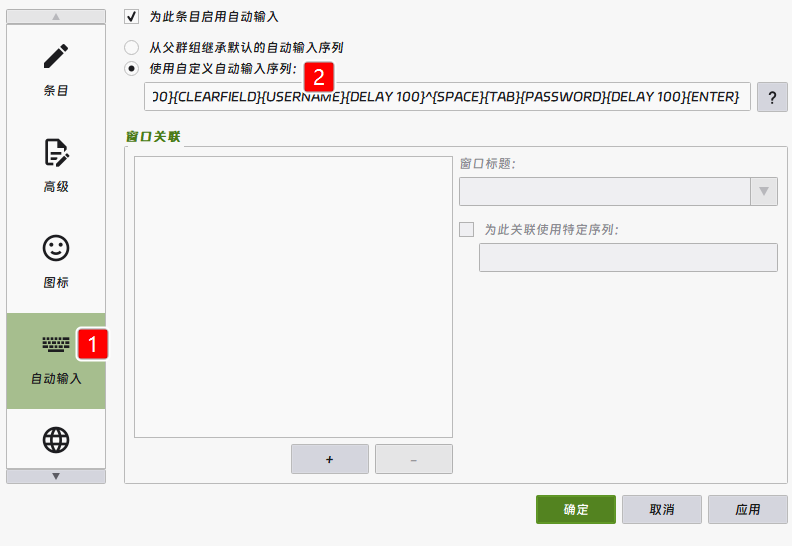 为此条目启用自动输入
从父群组继承默认的自动输入序列
使用自定义自动输入序列:
2
00}{CLEARFIELD}{USERNAME}{DELAY 100}^{SPACE}{TAB}{PASSWORD}{DELAY 100}{ENTER}
?
条目
高级
图标
1
自动输入
窗口关联
窗口标题:
为此关联使用特定序列:
+
-
确定
取消
应用